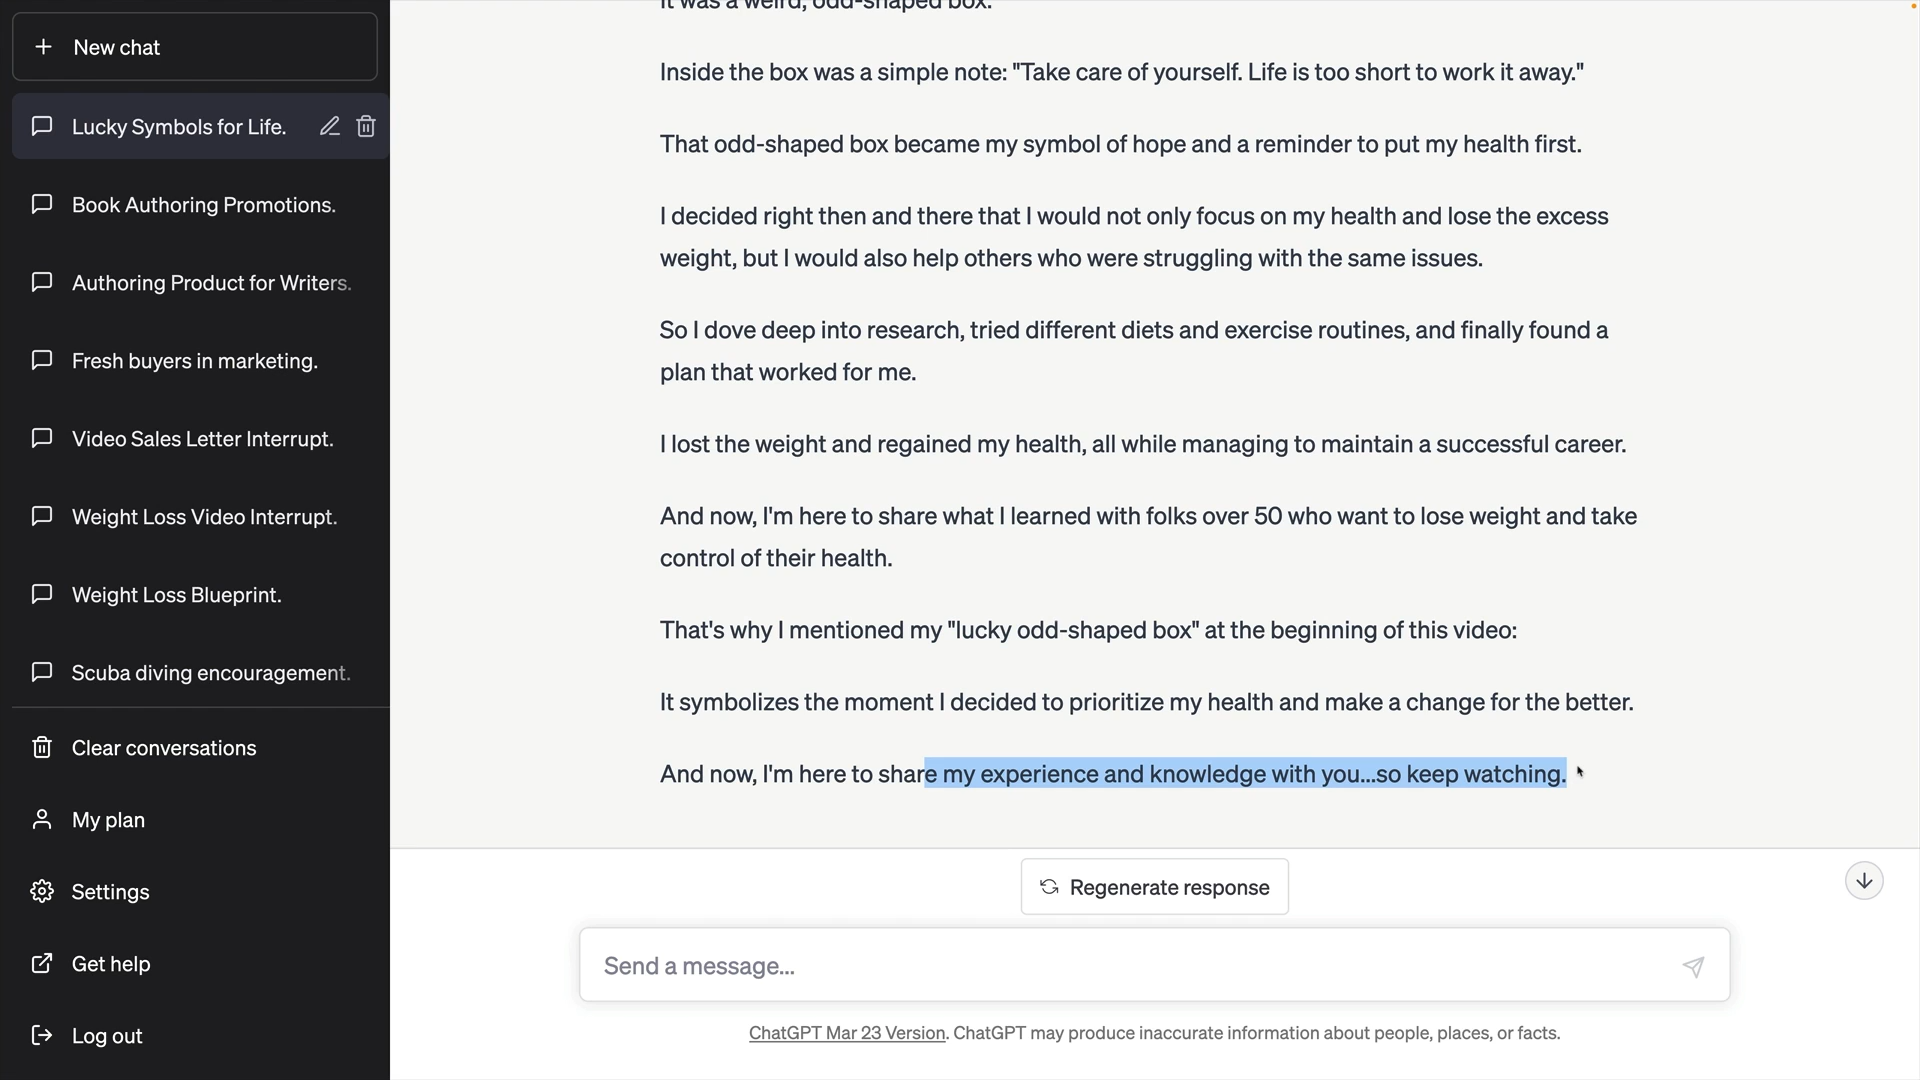 New chat
Lucky Symbols for Life.
Book Authoring Promotions.
Authoring Product for Writers.
Fresh buyers in marketing.
Video Sales Letter Interrupt.
Weight Loss Video Interrupt.
Weight Loss Blueprint.
Scuba diving encouragement.
Clear conversations
My plan
Settings
Get help
Log out
It was a weird, odd-shaped box.
Inside the box was a simple note: "Take care of yourself. Life is too short to work it away."
That odd-shaped box became my symbol of hope and a reminder to put my health first.
I decided right then and there that I would not only focus on my health and lose the excess
weight, but I would also help others who were struggling with the same issues.
So I dove deep into research, tried different diets and exercise routines, and finally found a
plan that worked for me.
I lost the weight and regained my health, all while managing to maintain a successful career.
And now, I'm here to share what I learned with folks over 50 who want to lose weight and take
control of their health.
That's why I mentioned my "lucky odd-shaped box" at the beginning of this video:
It symbolizes the moment I decided to prioritize my health and make a change for the better.
And now, I'm here to share my experience and knowledge with you...so keep watching.
Regenerate response
Send a message...
ChatGPT Mar 23 Version. ChatGPT may produce inaccurate information about people, places, or facts.